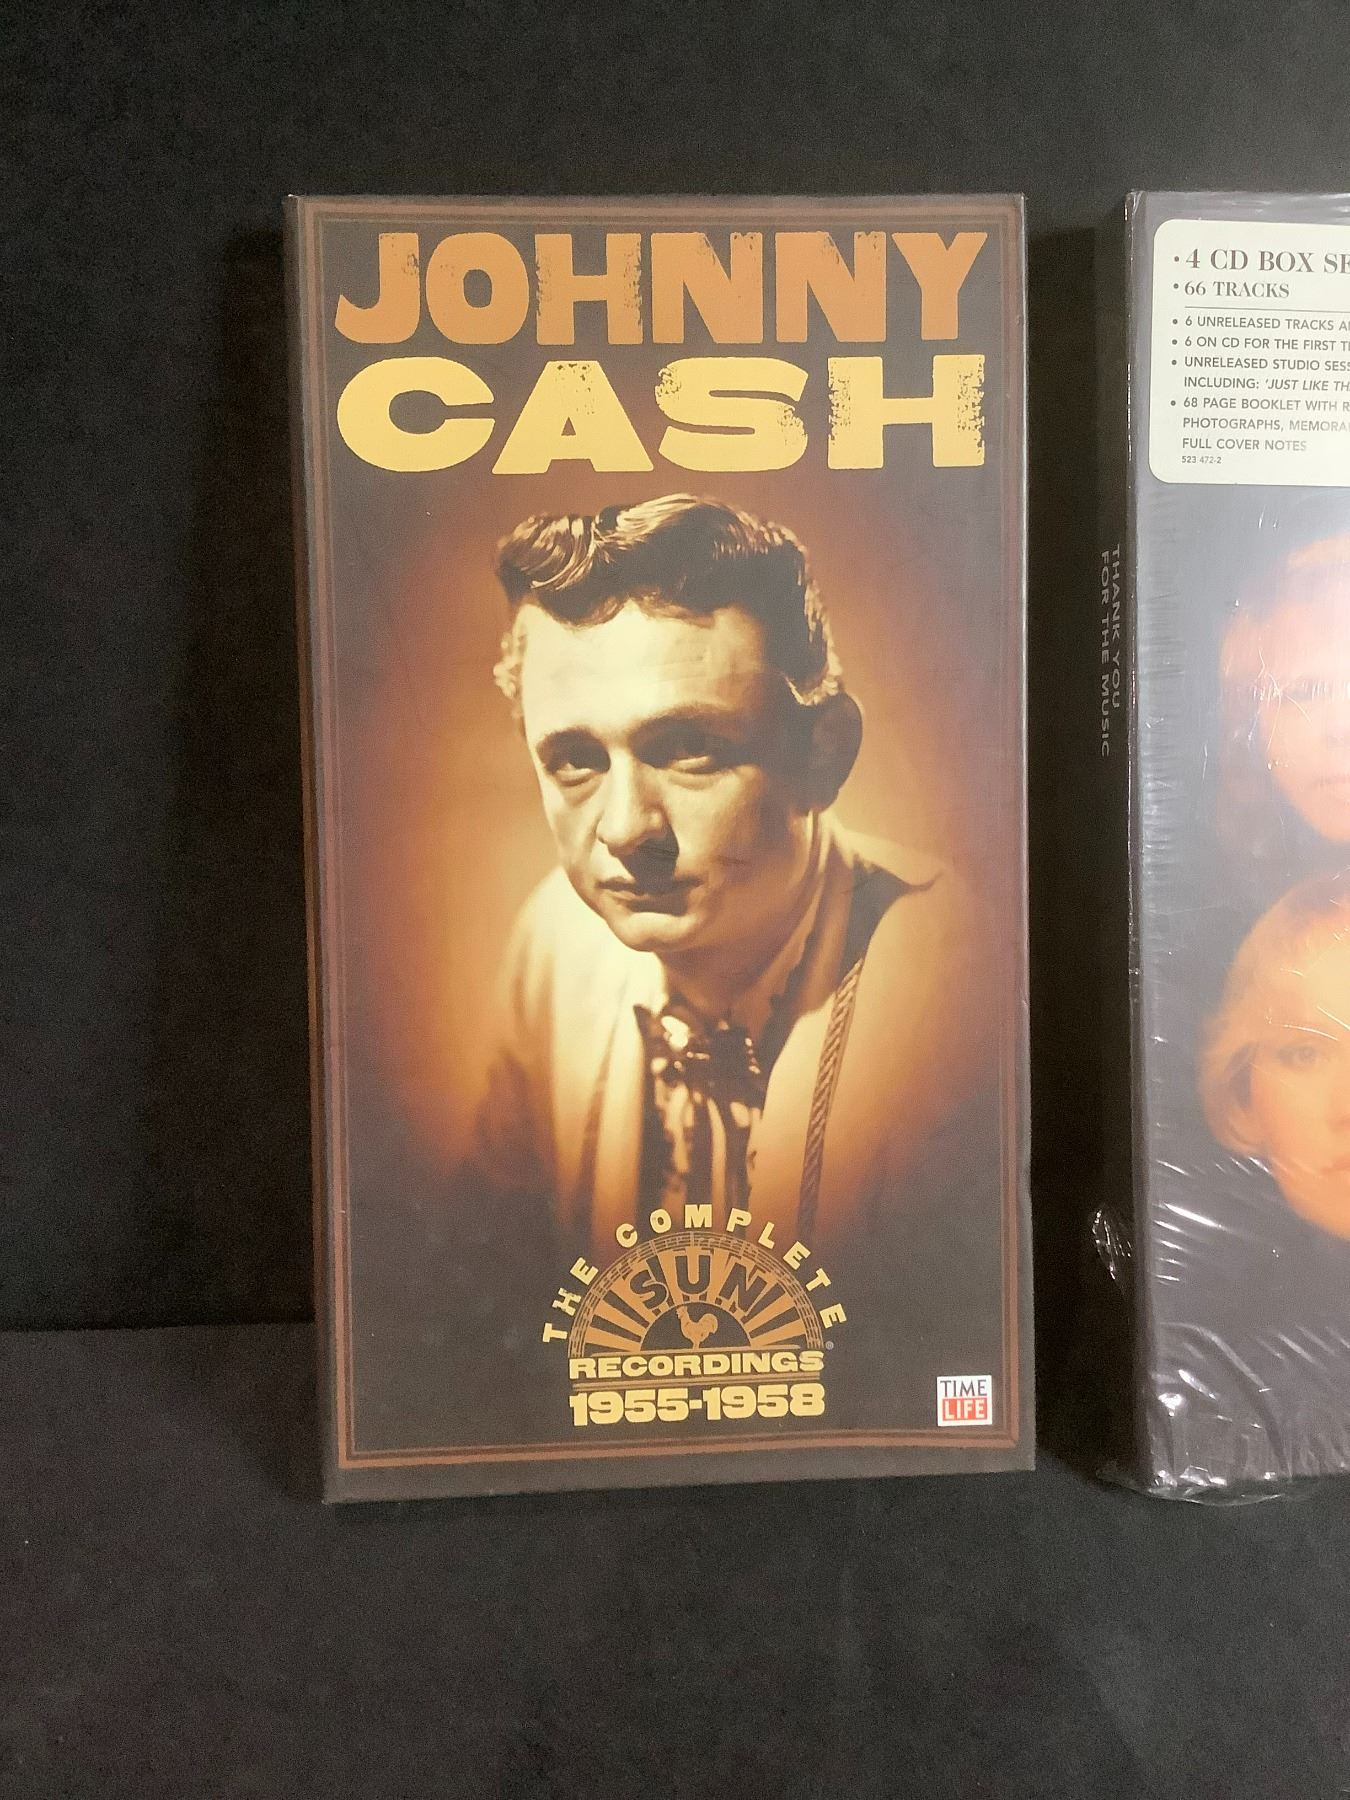 JOHNNY
CASH
THE COMPLETE
SUN
RECORDINGS
1955-1958
®
TIME
LIFE
THANK YOU
FOR THE MUSIC
• 4 CD BOX
• 66 TRACKS
• 6 UNRELEASED TRACKS
• 6 ON CD FOR THE FIRST
• UNRELEASED STUDIO
INCLUDING: 'JUST LIKE
• 68 PAGE BOOKLET WITH
PHOTOGRAPHS,
FULL COVER NOTES
523 472-2